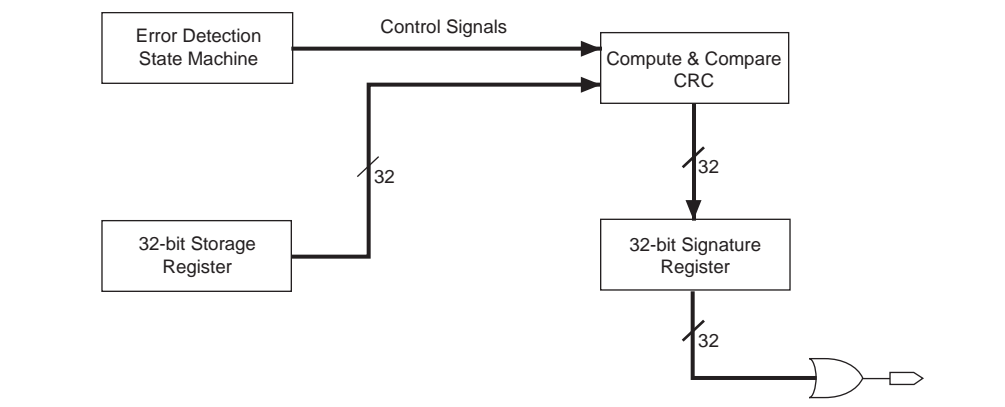 Error Detection
State Machine
Control Signals
Compute & Compare
CRC
32
32
32-bit Storage
Register
32-bit Signature
Register
32